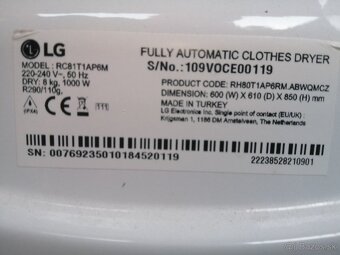 LG
FULLY AUTOMATIC CLOTHES DRYER
S/No.:109VOCE00119
MODEL: RC81T1AP6M
220-240 V~, 50 Hz
DRY: 8 kg, 1000 W
R290/110g.
PRODUCT CODE: RH80T1AP6RM.ABWQMCZ
DIMENSION: 600 (W) X 610 (D) X 850 (H) mm
MADE IN TURKEY
LG Electronics Inc. Single point of contact (EU/UK) :
Krijgsman 1, 1186 DM Amstelveen, The Netherlands
SN: 00769235010184520119
22238528210901